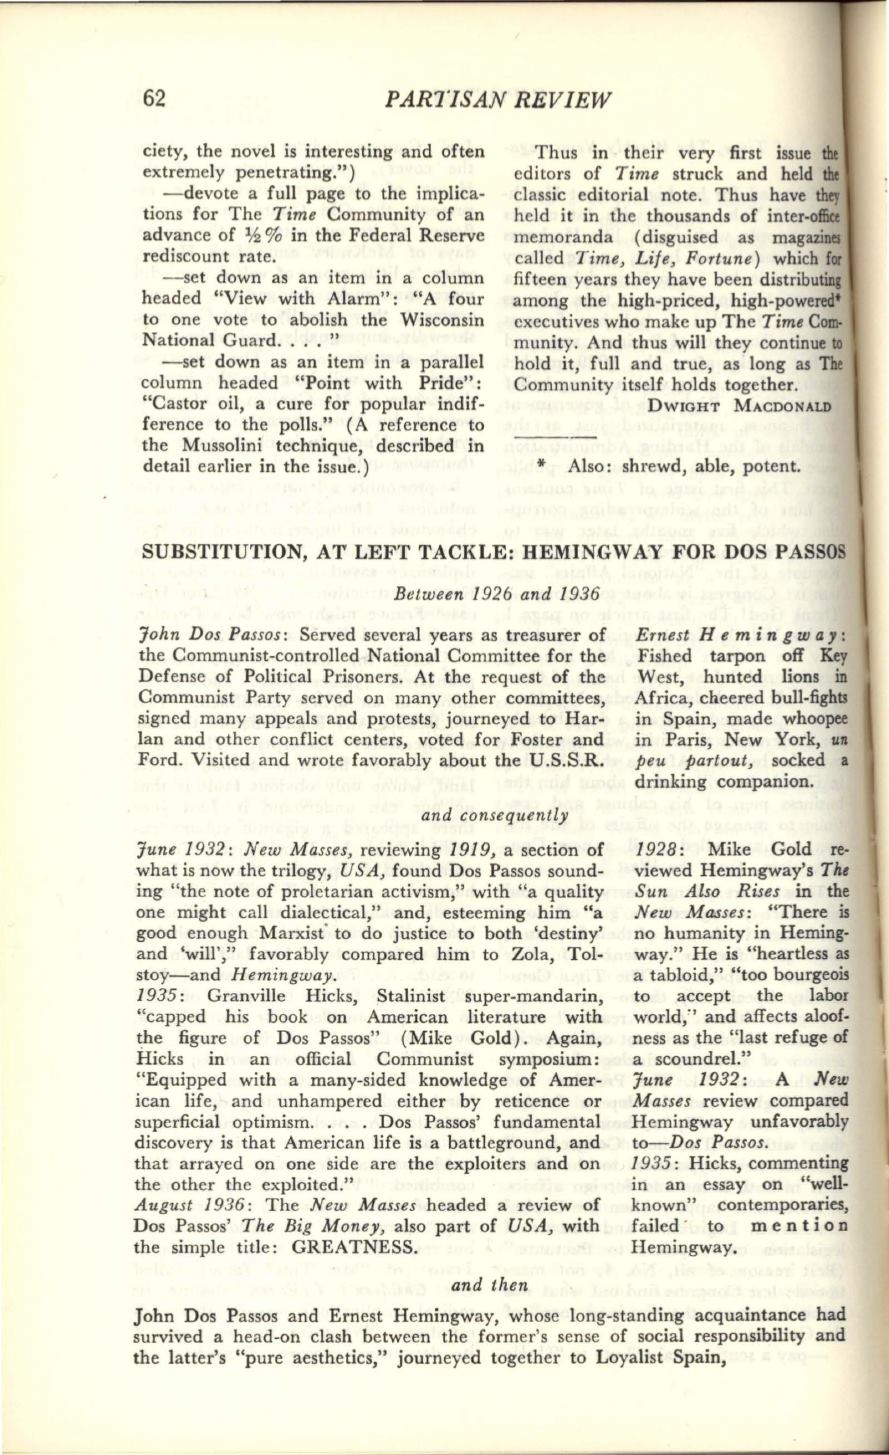 62
PARTISAN REVIEW
ciety, the novel is interesting and often
extremely penetrating.")
—devote a full page to the implica-
tions for The Time Community of an
advance of ½% in the Federal Reserve
rediscount rate.
—set down as an item in a column
headed "View with Alarm": "A four
to one vote to abolish the Wisconsin
National Guard. . . . "
—set down as an item in a parallel
column headed "Point with Pride":
"Castor oil, a cure for popular indif-
ference to the polls." (A reference to
the Mussolini technique, described in
detail earlier in the issue.)
Thus in their very first issue the
editors of Time struck and held the
classic editorial note. Thus have they
held it in the thousands of inter-office
memoranda (disguised as magazines
called Time, Life, Fortune) which for
fifteen years they have been distributing
among the high-priced, high-powered*
executives who make up The Time Com-
munity. And thus will they continue to
hold it, full and true, as long as The
Community itself holds together.
DWIGHT MACDONALD
* Also: shrewd, able, potent.
SUBSTITUTION, AT LEFT TACKLE: HEMINGWAY FOR DOS PASSOS
Between 1926 and 1936
John Dos Passos: Served several years as treasurer of
the Communist-controlled National Committee for the
Defense of Political Prisoners. At the request of the
Communist Party served on many other committees,
signed many appeals and protests, journeyed to Har-
lan and other conflict centers, voted for Foster and
Ford. Visited and wrote favorably about the U.S.S.R.
Ernest Hemingway:
Fished tarpon off Key
West, hunted lions in
Africa, cheered bull-fights
in Spain, made whoopee
in Paris, New York, un
peu partout, socked a
drinking companion.
and consequently
June 1932: New Masses, reviewing 1919, a section of
what is now the trilogy, USA, found Dos Passos sound-
ing "the note of proletarian activism," with "a quality
one might call dialectical," and, esteeming him "a
good enough Marxist to do justice to both 'destiny'
and 'will'," favorably compared him to Zola, Tol-
stoy—and Hemingway.
1935: Granville Hicks, Stalinist super-mandarin,
"capped his book on American literature with
the figure of Dos Passos" (Mike Gold). Again,
Hicks in an official Communist symposium:
"Equipped with a many-sided knowledge of Amer-
ican life, and unhampered either by reticence or
superficial optimism. . . . Dos Passos' fundamental
discovery is that American life is a battleground, and
that arrayed on one side are the exploiters and on
the other the exploited."
August 1936: The New Masses headed a review of
Dos Passos' The Big Money, also part of USA, with
the simple title: GREATNESS.
1928: Mike Gold re-
viewed Hemingway's The
Sun Also Rises in the
New Masses: "There is
no humanity in Heming-
way." He is "heartless as
a tabloid," "too bourgeois
to accept the labor
world," and affects aloof-
ness as the "last refuge of
a scoundrel."
June 1932: A New
Masses review compared
Hemingway unfavorably
to—Dos Passos.
1935: Hicks, commenting
in an essay on "well-
known" contemporaries,
failed to mention
Hemingway.
and then
John Dos Passos and Ernest Hemingway, whose long-standing acquaintance had
survived a head-on clash between the former's sense of social responsibility and
the latter's "pure aesthetics," journeyed together to Loyalist Spain,